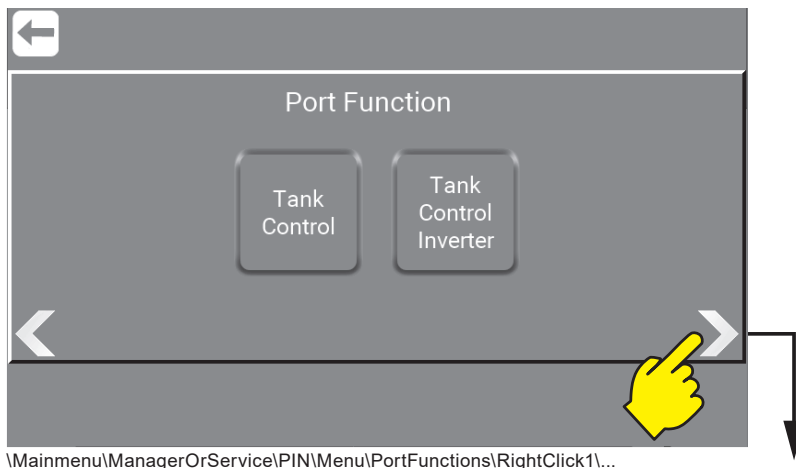 Port Function
Tank
Control
Tank
Control
Inverter
\Mainmenu\ManagerOrService\PIN\Menu\PortFunctions\RightClick1\...